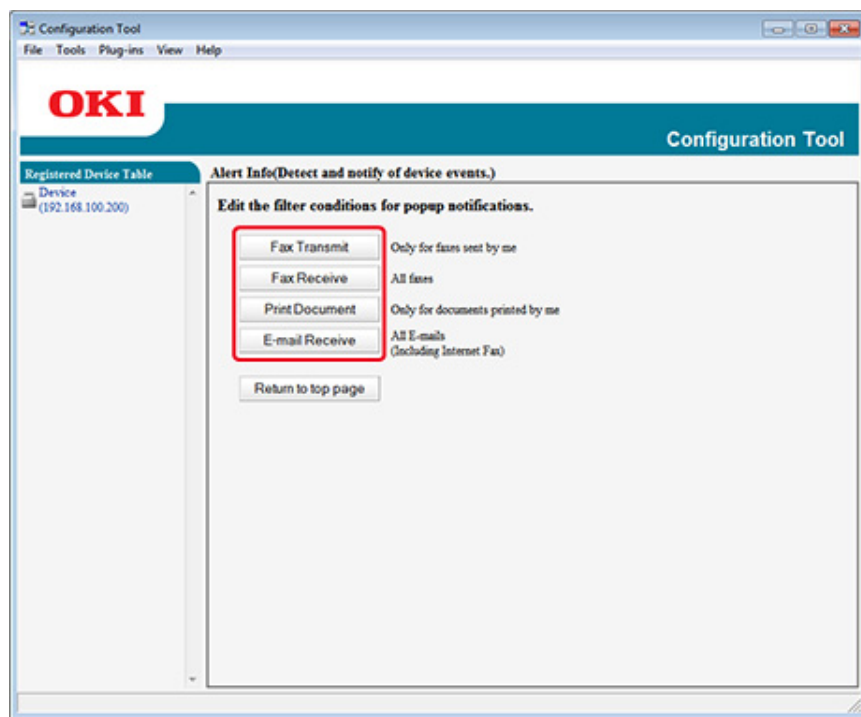 Configuration Tool
File Tools Plug-ins View Help
OKI
Configuration Tool
Registered Device Table
Device
(192.168.100.200)
Alert Info(Detect and notify of device events.)
Edit the filter conditions for popup notifications.
Fax Transmit Only for faxes sent by me
Fax Receive All faxes
Print Document Only for documents printed by me
E-mail Receive All E-mails
(Including Internet Fax)
Return to top page